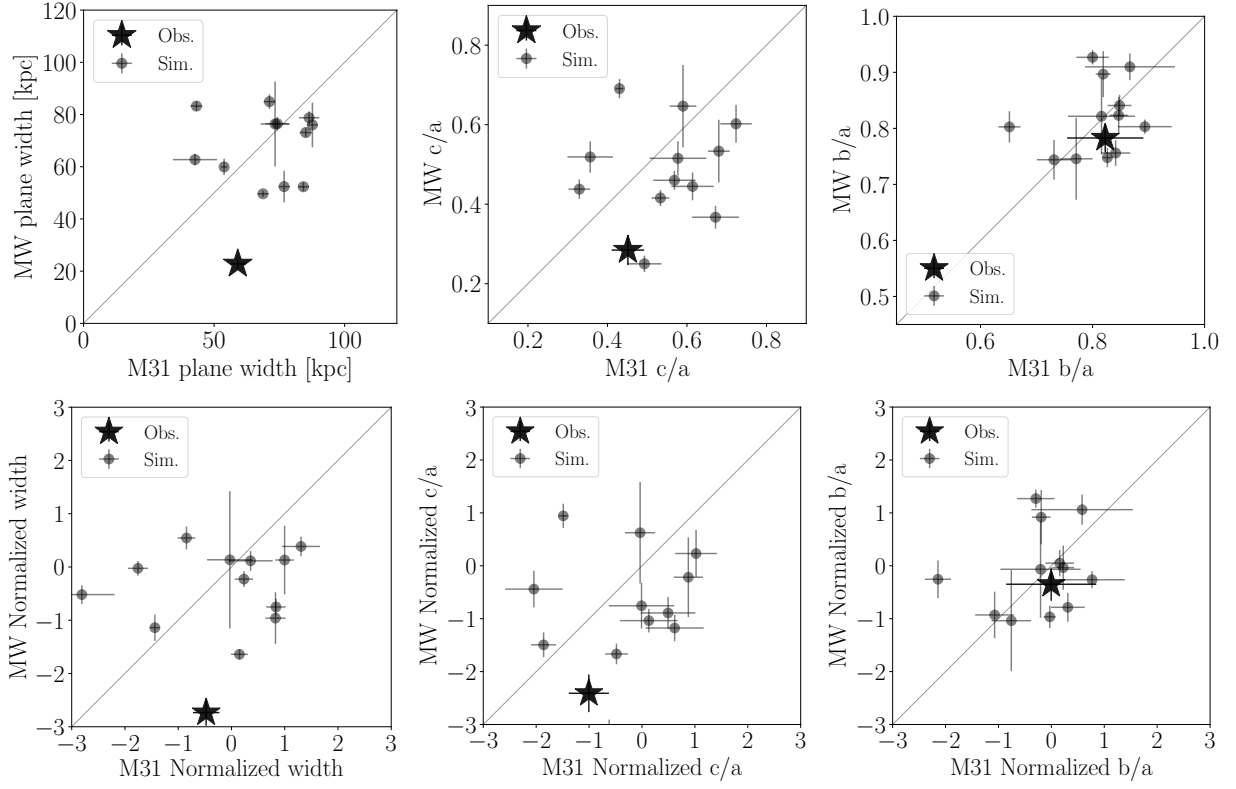 MW plane width [kpc]
120
100
80
60
40
20
0
0 50 100
M31 plane width [kpc]
Obs.
Sim.
MW c/a
0.8
0.6
0.4
0.2
0.2 0.4 0.6 0.8
M31 c/a
Obs.
Sim.
MW b/a
1.0
0.9
0.8
0.7
0.6
0.5
0.6 0.8 1.0
M31 b/a
Obs.
Sim.
MW Normalized width
3
2
1
0
−1
−2
−3
−3 −2 −1 0 1 2 3
M31 Normalized width
Obs.
Sim.
MW Normalized c/a
3
2
1
0
−1
−2
−3
−3 −2 −1 0 1 2 3
M31 Normalized c/a
Obs.
Sim.
MW Normalized b/a
3
2
1
0
−1
−2
−3
−3 −2 −1 0 1 2 3
M31 Normalized b/a
Obs.
Sim.